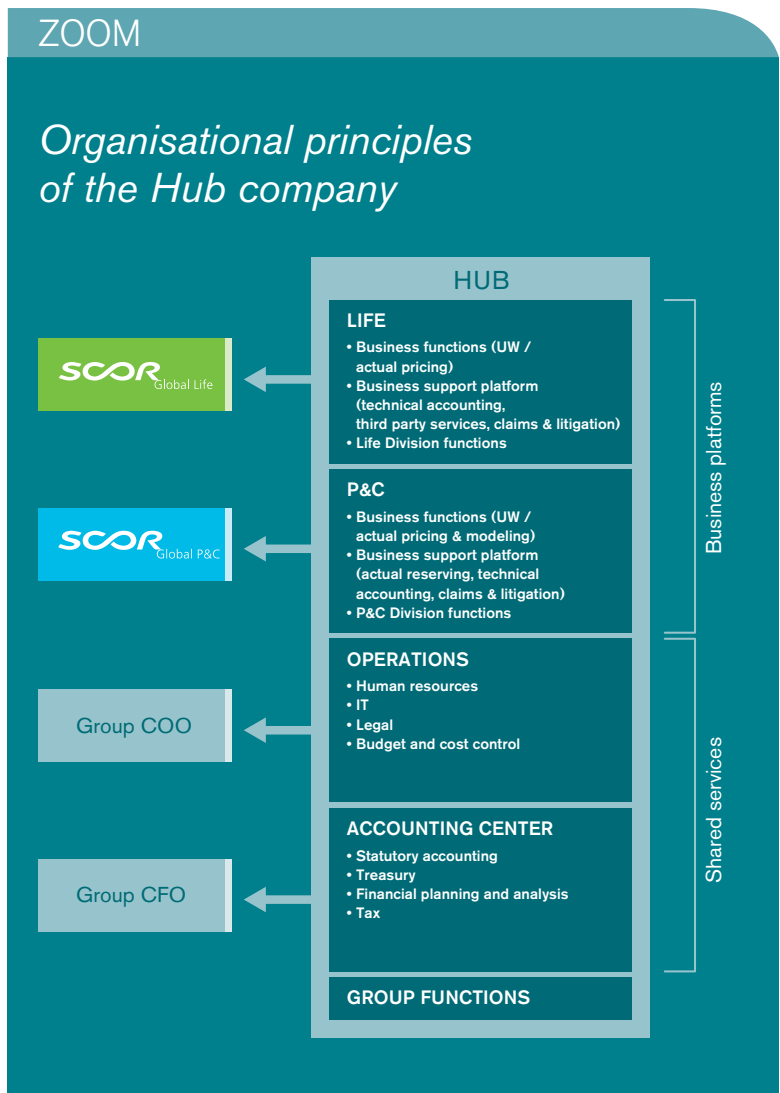 ZOOM
Organisational principles
of the Hub company
HUB
LIFE
• Business functions (UW /
actual pricing)
• Business support platform
(technical accounting,
third party services, claims & litigation)
• Life Division functions
SCOR
Global Life
P&C
• Business functions (UW /
actual pricing & modeling)
• Business support platform
(actual reserving, technical
accounting, claims & litigation)
• P&C Division functions
SCOR
Global P&C
Business platforms
OPERATIONS
• Human resources
• IT
• Legal
• Budget and cost control
Group COO
ACCOUNTING CENTER
• Statutory accounting
• Treasury
• Financial planning and analysis
• Tax
Group CFO
Shared services
GROUP FUNCTIONS